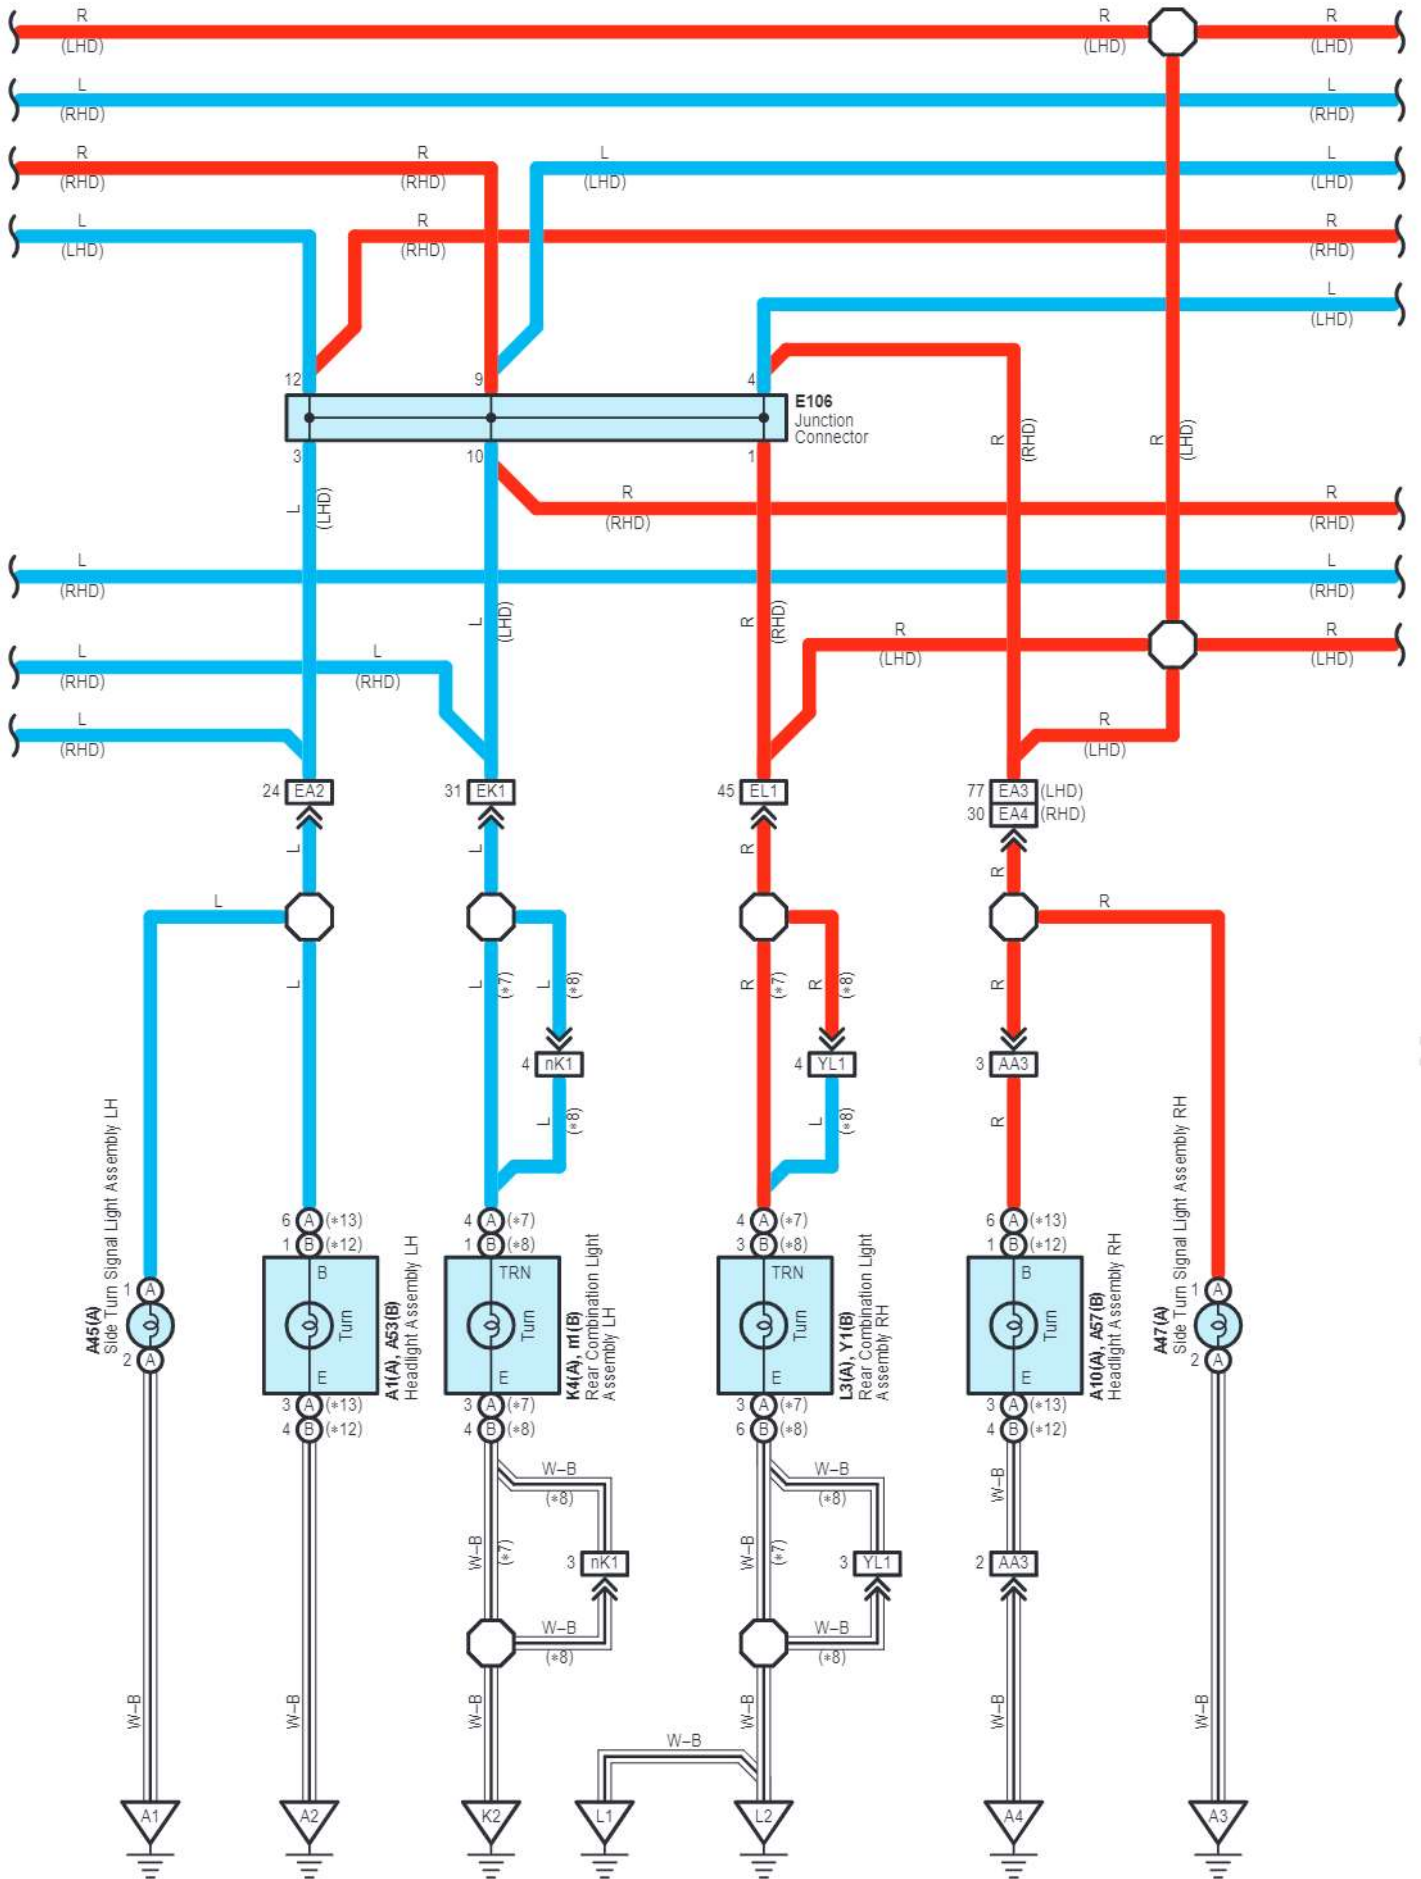 R R R
(LHD) (LHD) (LHD)
L L
(RHD) (RHD)
R R L L
(RHD) (RHD) (LHD) (LHD)
L R R
(LHD) (RHD) (RHD)
L
(LHD)
12 9 4
E106
Junction
Connector
3 10 1
R (RHD) R (LHD)
L (LHD)
R R
(RHD) (RHD)
L L
(RHD) (RHD)
L (LHD) R (RHD)
R R
(LHD) (LHD)
L L
(RHD) (RHD)
L R
(RHD) (LHD)
24 EA2 31 EK1 45 EL1 77 EA3 (LHD)
30 EA4 (RHD)
L L R R
L R
L L (*7) L (*8) R (*7) R (*8) R
4 nK1 4 YL1 3 AA3
L (*8) L (*8) R
6 A (*13) 4 A (*7) 4 A (*7) 6 A (*13)
1 B (*12) 1 B (*8) 3 B (*8) 1 B (*12)
B TRN TRN B
1 A 1 A
Turn Turn Turn Turn
2 A 2 A
E E E E
A45(A)
Side Turn Signal Light Assembly LH
A1(A), A53(B)
Headlight Assembly LH
K4(A), n1(B)
Rear Combination Light
Assembly LH
L3(A), Y1(B)
Rear Combination Light
Assembly RH
A10(A), A57(B)
Headlight Assembly RH
A47(A)
Side Turn Signal Light Assembly RH
3 A (*13) 3 A (*7) 3 A (*7) 3 A (*13)
4 B (*12) 4 B (*8) 6 B (*8) 4 B (*12)
W-B W-B
(*8) (*8)
W-B
W-B (*7) 3 nK1 W-B (*7) 3 YL1 2 AA3
W-B W-B
(*8) (*8)
W-B W-B W-B W-B W-B W-B
W-B
A1 A2 K2 L1 L2 A4 A3